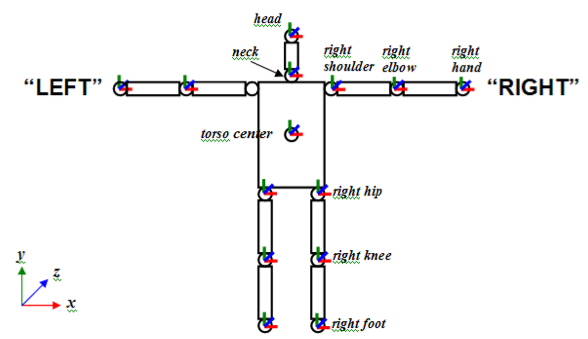 head
neck
right
shoulder
right
elbow
right
hand
“LEFT”
“RIGHT”
torso center
right hip
right knee
right foot
y
z
x